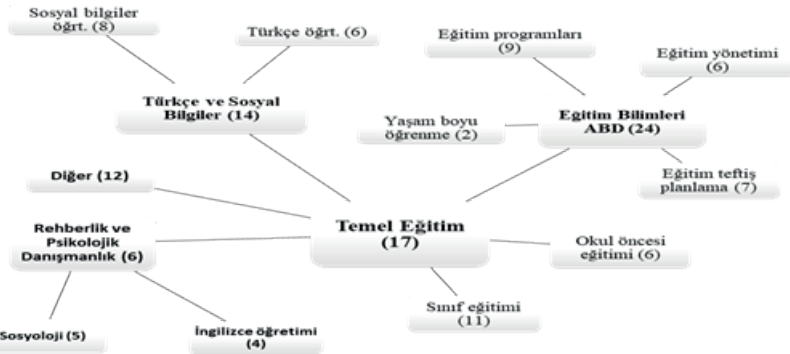 Sosyal bilgiler
öğrt. (8)
Türkçe öğrt. (6)
Eğitim programları
(9)
Eğitim yönetimi
(6)
Türkçe ve Sosyal
Bilgiler (14)
Yaşam boyu
öğrenme (2)
Eğitim Bilimleri
ABD (24)
Diğer (12)
Eğitim teftiş
planlama (7)
Rehberlik ve
Psikolojik
Danışmanlık (6)
Temel Eğitim
(17)
Okul öncesi
eğitimi (6)
Sınıf eğitimi
(11)
Sosyoloji (5)
İngilizce öğretimi
(4)